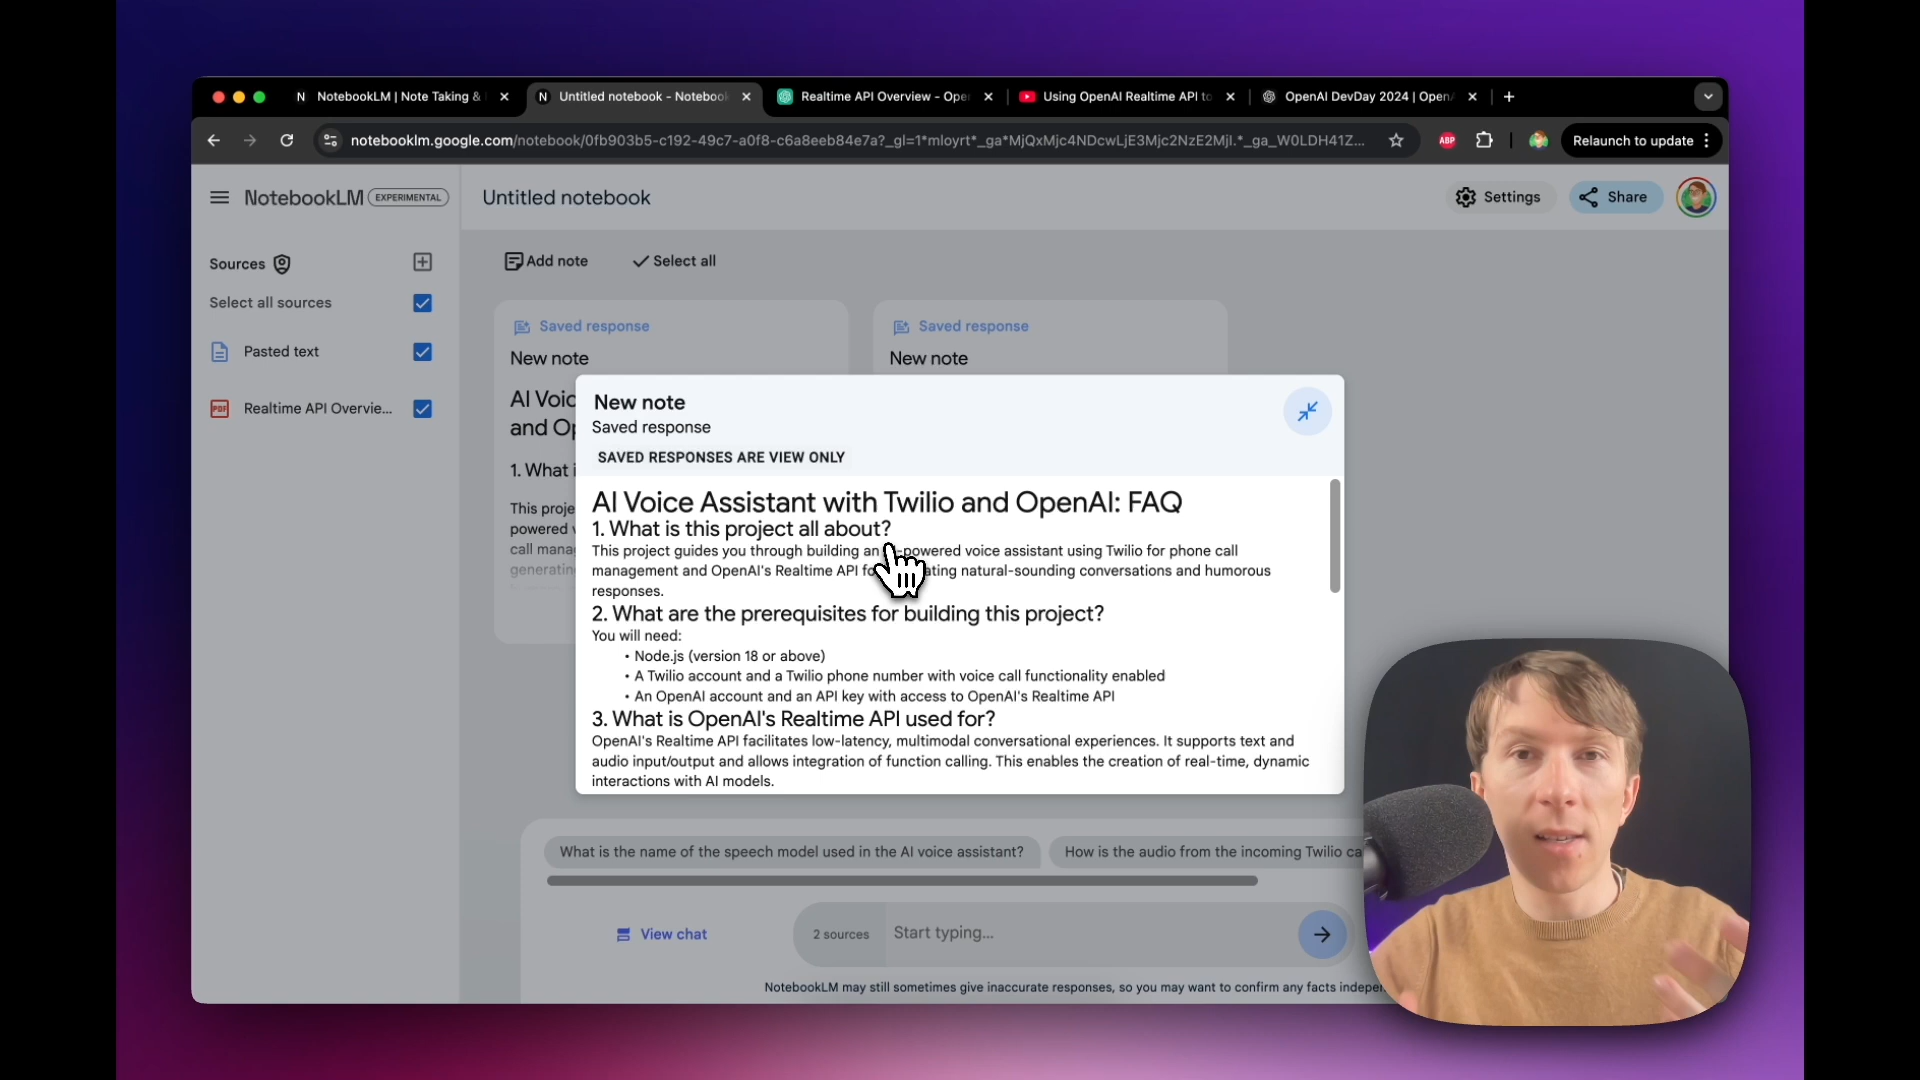 NotebookLM | Note Taking &
Untitled notebook - Notebook
Realtime API Overview - Ope
Using OpenAI Realtime API to
OpenAI DevDay 2024 | Open
notebooklm.google.com/notebook/0fb903b5-c192-49c7-a0f8-c6a8eeb84e7a?_gl=1*mloyrt*_ga*MjQxMjc4NDcwLjE3Mjc2NzE2MjI.*_ga_W0LDH41Z...
ABP
Relaunch to update
NotebookLM EXPERIMENTAL
Untitled notebook
Settings
Share
Sources
Select all sources
Pasted text
PDF
Realtime API Overvie...
Add note
Select all
Saved response
New note
AI Voic
and Op
1. What i
This proje
powered v
call mana
generating
Saved response
New note
New note
Saved response
SAVED RESPONSES ARE VIEW ONLY
AI Voice Assistant with Twilio and OpenAI: FAQ
1. What is this project all about?
This project guides you through building an -powered voice assistant using Twilio for phone call
management and OpenAI's Realtime API fo ating natural-sounding conversations and humorous
responses.
2. What are the prerequisites for building this project?
You will need:
• Node.js (version 18 or above)
• A Twilio account and a Twilio phone number with voice call functionality enabled
• An OpenAI account and an API key with access to OpenAI's Realtime API
3. What is OpenAI's Realtime API used for?
OpenAI's Realtime API facilitates low-latency, multimodal conversational experiences. It supports text and
audio input/output and allows integration of function calling. This enables the creation of real-time, dynamic
interactions with AI models.
What is the name of the speech model used in the AI voice assistant?
How is the audio from the incoming Twilio ca
View chat
2 sources
Start typing...
NotebookLM may still sometimes give inaccurate responses, so you may want to confirm any facts indepen